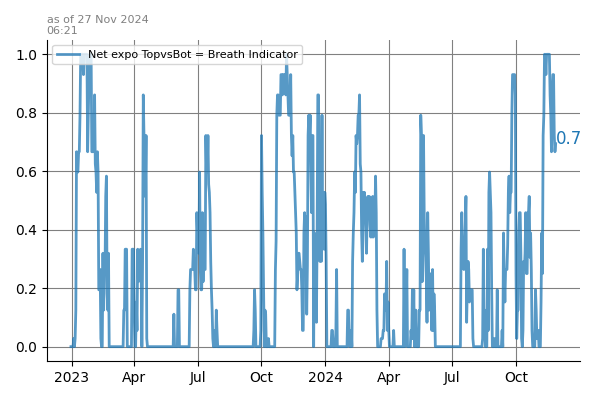 as of 27 Nov 2024
06:21
Net expo TopvsBot = Breath Indicator
1.0
0.8
0.7
0.6
0.4
0.2
0.0
2023 Apr Jul Oct 2024 Apr Jul Oct